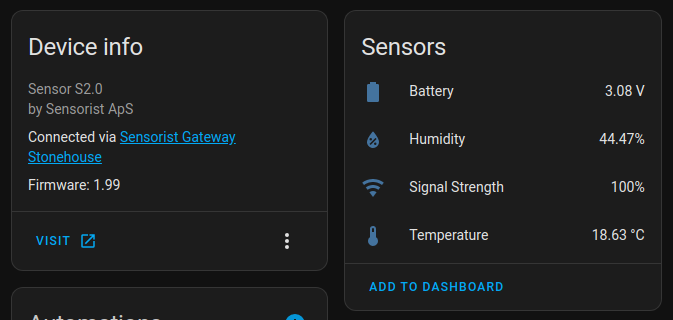 Device info
Sensor S2.0
by Sensorist ApS
Connected via Sensorist Gateway
Stonehouse
Firmware: 1.99
VISIT
Automations
Sensors
Battery 3.08 V
Humidity 44.47%
Signal Strength 100%
Temperature 18.63 °C
ADD TO DASHBOARD